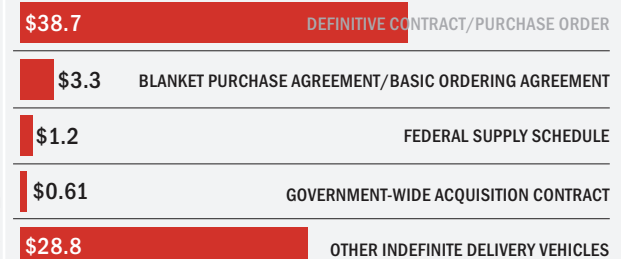 $38.7 DEFINITIVE CONTRACT/PURCHASE ORDER
$3.3 BLANKET PURCHASE AGREEMENT/BASIC ORDERING AGREEMENT
$1.2 FEDERAL SUPPLY SCHEDULE
$0.61 GOVERNMENT-WIDE ACQUISITION CONTRACT
$28.8 OTHER INDEFINITE DELIVERY VEHICLES